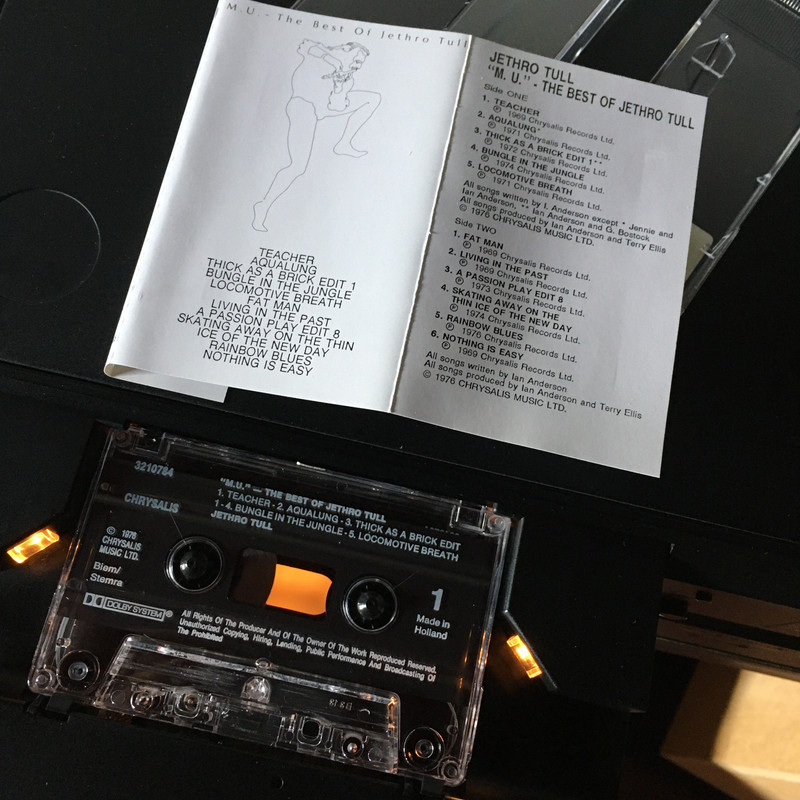 M.U. - The Best Of Jethro Tull
TEACHER
AQUALUNG
THICK AS A BRICK EDIT 1
BUNGLE IN THE JUNGLE
LOCOMOTIVE BREATH
FAT MAN
LIVING IN THE PAST
A PASSION PLAY EDIT 8
SKATING AWAY ON THE THIN
ICE OF THE NEW DAY
RAINBOW BLUES
NOTHING IS EASY
JETHRO TULL
"M. U." - THE BEST OF JETHRO TULL
Side ONE
1. TEACHER
℗ 1969 Chrysalis Records Ltd.
2. AQUALUNG*
℗ 1971 Chrysalis Records Ltd.
3. THICK AS A BRICK EDIT 1**
℗ 1972 Chrysalis Records Ltd.
4. BUNGLE IN THE JUNGLE
℗ 1974 Chrysalis Records Ltd.
5. LOCOMOTIVE BREATH
℗ 1971 Chrysalis Records Ltd.
All songs written by I. Anderson except * Jennie and
Ian Anderson, ** Ian Anderson and G. Bostock
All songs produced by Ian Anderson and Terry Ellis
© 1976 CHRYSALIS MUSIC LTD.
Side TWO
1. FAT MAN
℗ 1969 Chrysalis Records Ltd.
2. LIVING IN THE PAST
℗ 1969 Chrysalis Records Ltd.
3. A PASSION PLAY EDIT 8
℗ 1973 Chrysalis Records Ltd.
4. SKATING AWAY ON THE
THIN ICE OF THE NEW DAY
℗ 1974 Chrysalis Records Ltd.
5. RAINBOW BLUES
℗ 1976 Chrysalis Records Ltd.
6. NOTHING IS EASY
℗ 1969 Chrysalis Records Ltd.
All songs written by Ian Anderson
All songs produced by Ian Anderson and Terry Ellis
© 1976 CHRYSALIS MUSIC LTD.
3210784
CHRYSALIS
"M.U." — THE BEST OF JETHRO TULL
1. TEACHER - 2. AQUALUNG - 3. THICK AS A BRICK EDIT
1 - 4. BUNGLE IN THE JUNGLE - 5. LOCOMOTIVE BREATH
JETHRO TULL
© 1976
CHRYSALIS
MUSIC LTD.
Biem/
Stemra
DOLBY SYSTEM®
1
Made in
Holland
All Rights Of The Producer And Of The Owner Of The Work Reproduced Reserved.
Unauthorized Copying, Hiring, Lending, Public Performance And Broadcasting Of
The Prohibited